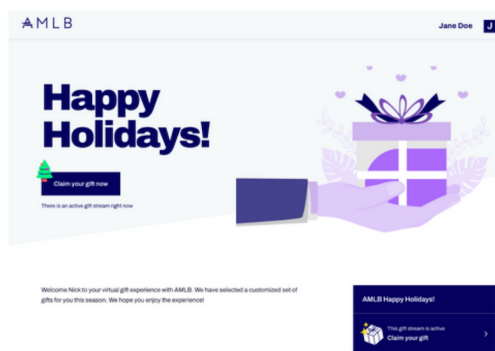 AMLB
Jane Doe
J
Happy
Holidays!
Claim your gift now
There is an active gift stream right now
Welcome Nick to your virtual gift experience with AMLB. We have selected a customized set of
gifts for you this season. We hope you enjoy the experience!
AMLB Happy Holidays!
This gift stream is active
Claim your gift